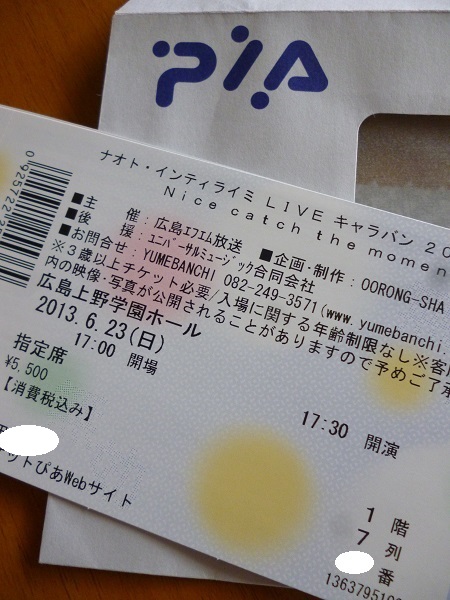 PIA
ナオト・インティライミ LIVE キャラバン 20
Nice catch the momen
■主 催:広島エフエム放送 ■企画・制作:OORONG-SHA
■後 援:ユニバーサルミュージック合同会社
■お問合せ:YUMEBANCHI 082-249-3571(www.yumebanchi.
※3歳以上チケット必要/入場に関する年齢制限なし※客席
内の映像・写真が公開されることがありますので予めご了承
広島上野学園ホール
2013. 6.23(日)
17:00 開場
17:30 開演
指定席
¥5,500
【消費税込み】
1 階
7 列
番
ットぴあWebサイト